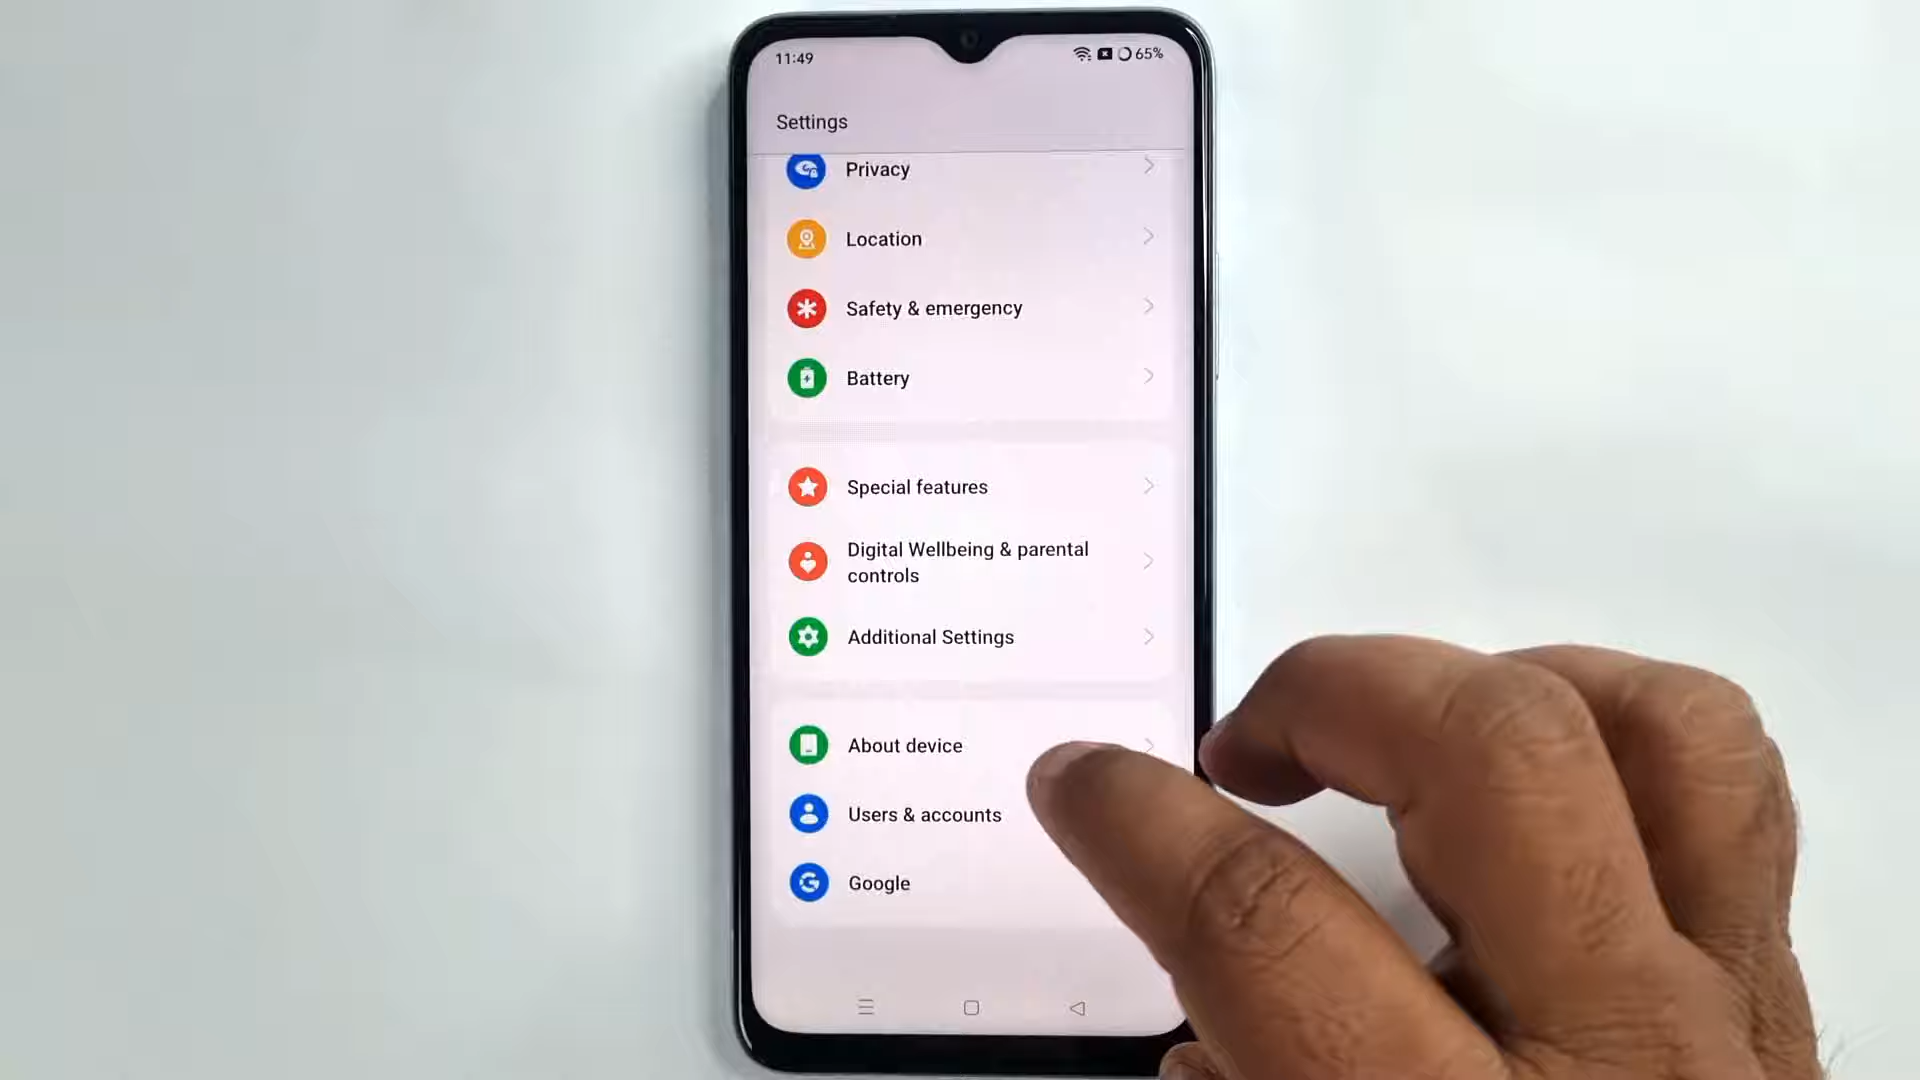 11:49
65%
Settings
Privacy
Location
Safety & emergency
Battery
Special features
Digital Wellbeing & parental
controls
Additional Settings
About device
Users & accounts
Google